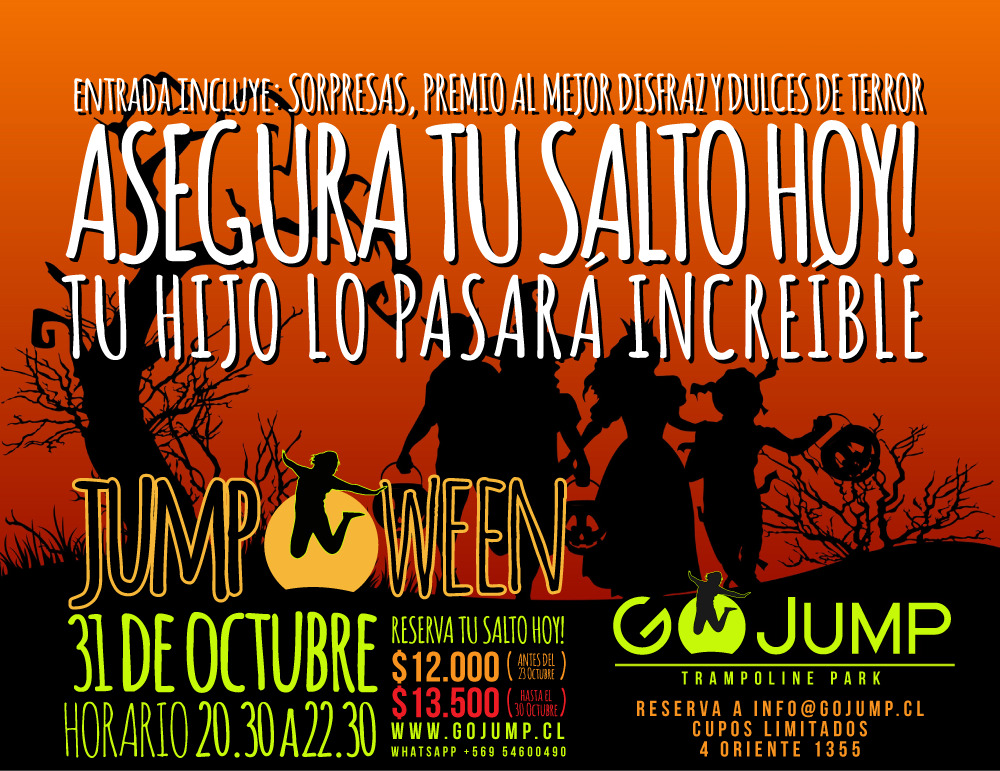 ENTRADA INCLUYE: SORPRESAS, PREMIO AL MEJOR DISFRAZ Y DULCES DE TERROR
ASEGURA TU SALTO HOY!
TU HIJO LO PASARÁ INCREÍBLE
JUMPOWEEN
31 DE OCTUBRE
HORARIO 20.30 A 22.30
RESERVA TU SALTO HOY!
$12.000 (ANTES DEL
23 OCTUBRE)
$13.500 (HASTA EL
30 OCTUBRE)
WWW.GOJUMP.CL
WHATSAPP +569 54600490
GO JUMP
TRAMPOLINE PARK
RESERVA A INFO@GOJUMP.CL
CUPOS LIMITADOS
4 ORIENTE 1355